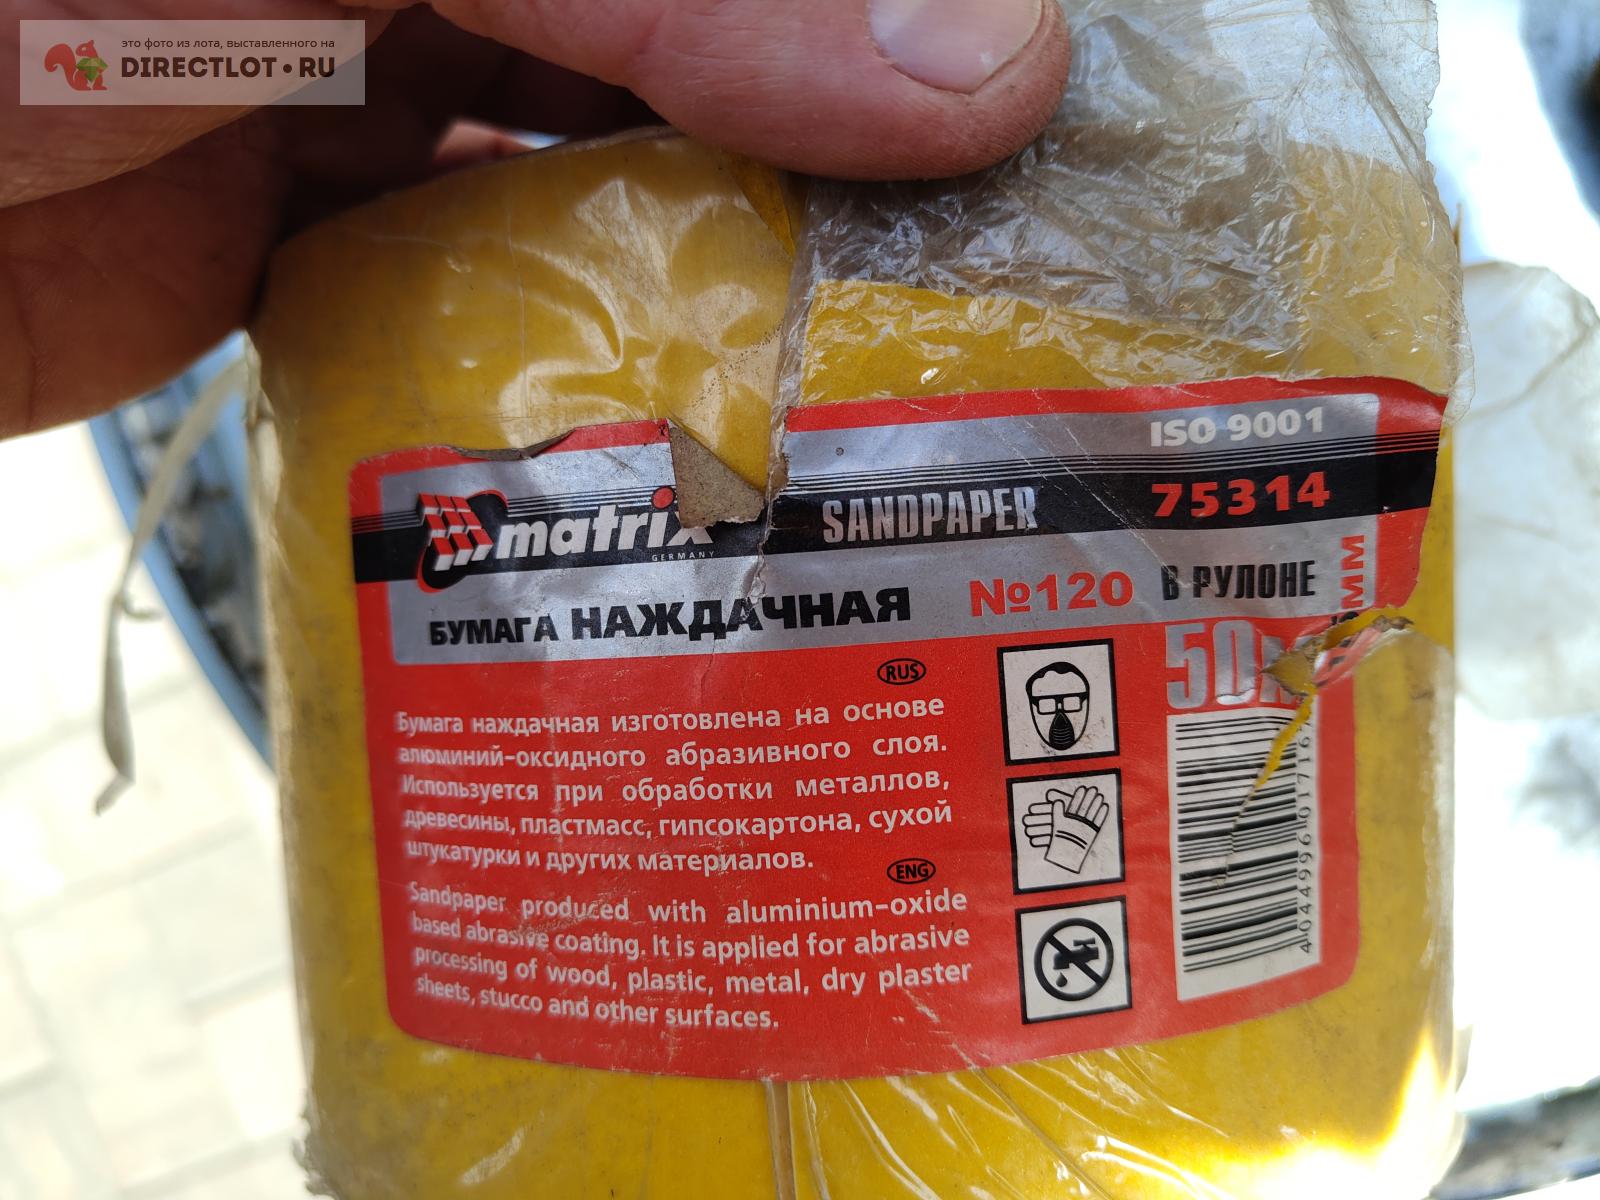 это фото из лота, выставленного на
DIRECTLOT•RU
ISO 9001
matrix
GERMANY
SANDPAPER
75314
БУМАГА НАЖДАЧНАЯ №120 В РУЛОНЕ
мм
50м
RUS
Бумага наждачная изготовлена на основе
алюминий-оксидного абразивного слоя.
Используется при обработки металлов,
древесины, пластмасс, гипсокартона, сухой
штукатурки и других материалов.
ENG
Sandpaper produced with aluminium-oxide
based abrasive coating. It is applied for abrasive
processing of wood, plastic, metal, dry plaster
sheets, stucco and other surfaces.